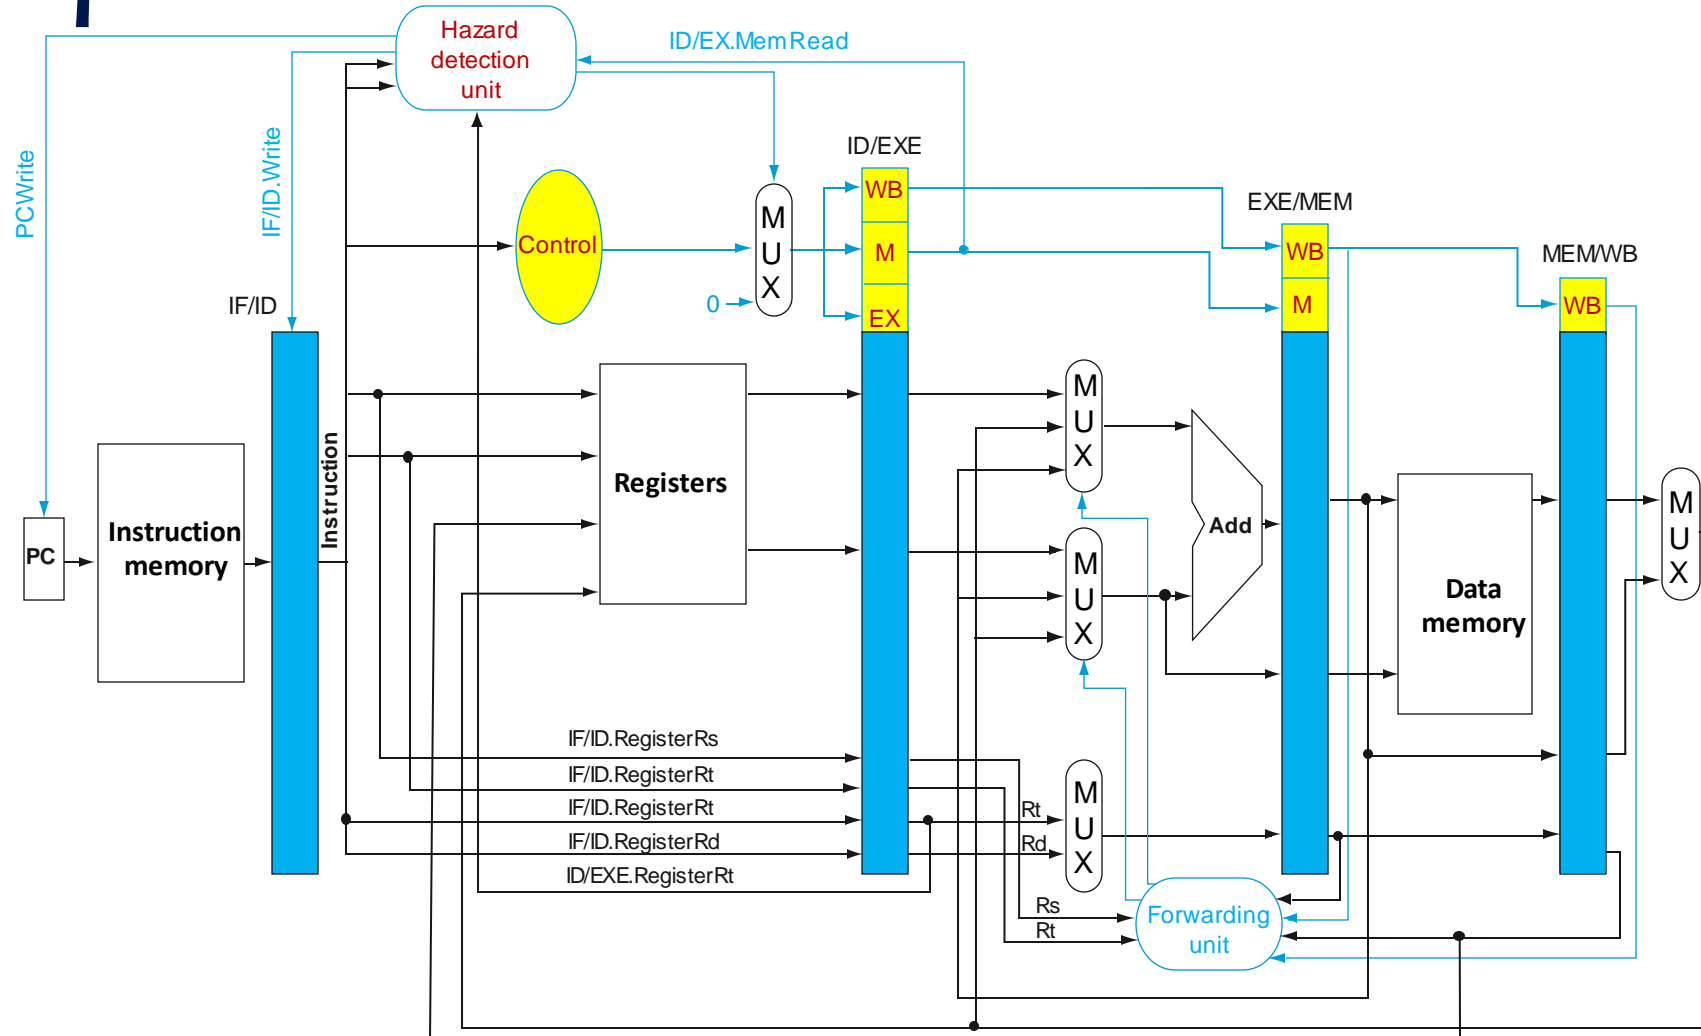 Hazard
detection
unit
ID/EX.MemRead
PCWrite
IF/ID.Write
ID/EXE
WB
M
EX
EXE/MEM
WB
M
MEM/WB
WB
Control
M
U
X
0
IF/ID
Instruction
PC
Instruction
memory
Registers
M
U
X
M
U
X
Add
Data
memory
M
U
X
IF/ID.RegisterRs
IF/ID.RegisterRt
IF/ID.RegisterRt
IF/ID.RegisterRd
ID/EXE.RegisterRt
Rt
Rd
M
U
X
Rs
Rt
Forwarding
unit